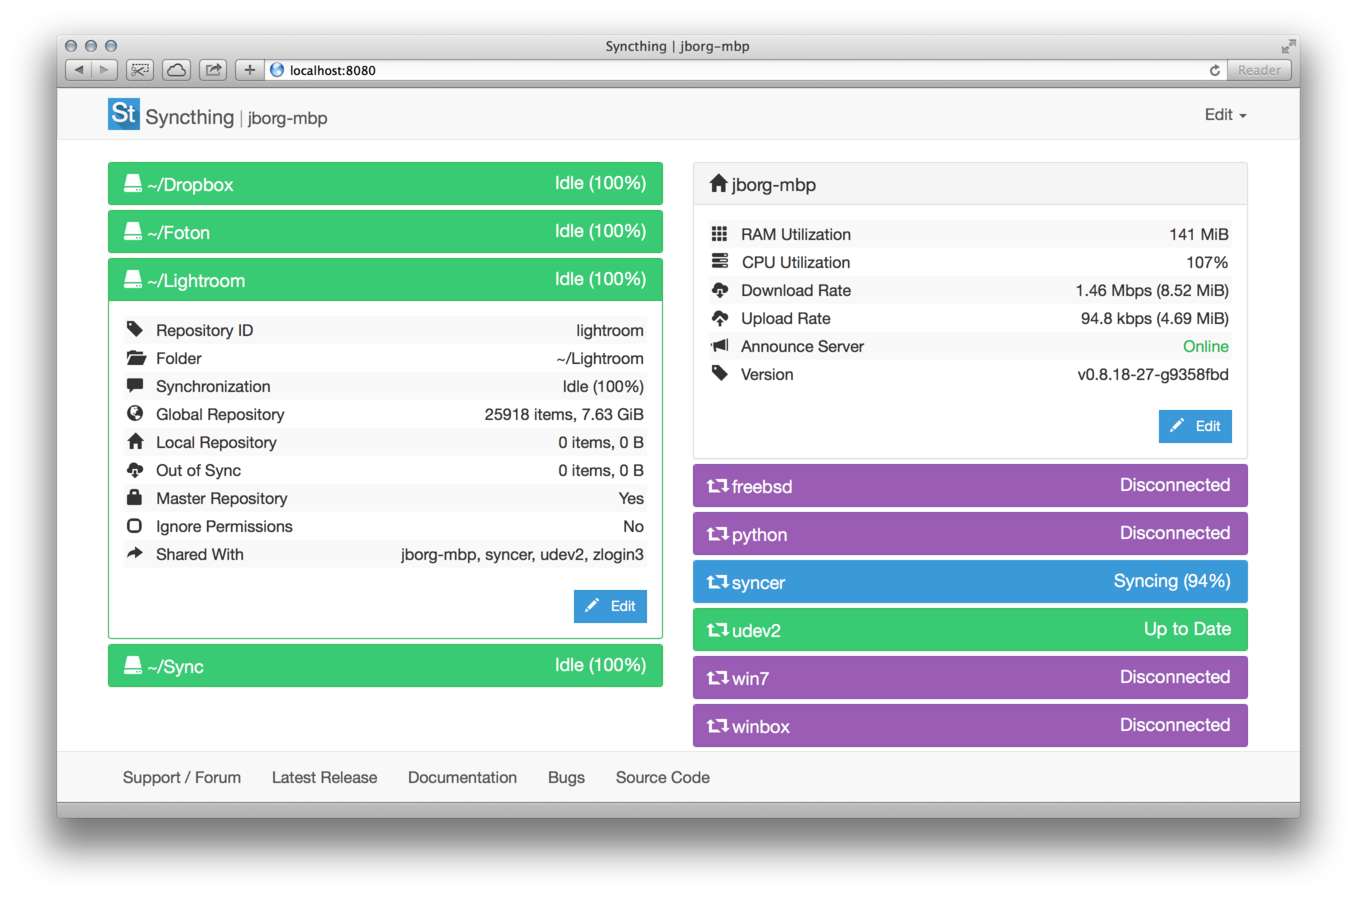 Syncthing | jborg-mbp
localhost:8080
Reader
St Syncthing | jborg-mbp
Edit
~/Dropbox Idle (100%)
~/Foton Idle (100%)
~/Lightroom Idle (100%)
Repository ID lightroom
Folder ~/Lightroom
Synchronization Idle (100%)
Global Repository 25918 items, 7.63 GiB
Local Repository 0 items, 0 B
Out of Sync 0 items, 0 B
Master Repository Yes
Ignore Permissions No
Shared With jborg-mbp, syncer, udev2, zlogin3
Edit
~/Sync Idle (100%)
jborg-mbp
RAM Utilization 141 MiB
CPU Utilization 107%
Download Rate 1.46 Mbps (8.52 MiB)
Upload Rate 94.8 kbps (4.69 MiB)
Announce Server Online
Version v0.8.18-27-g9358fbd
Edit
freebsd Disconnected
python Disconnected
syncer Syncing (94%)
udev2 Up to Date
win7 Disconnected
winbox Disconnected
Support / Forum Latest Release Documentation Bugs Source Code